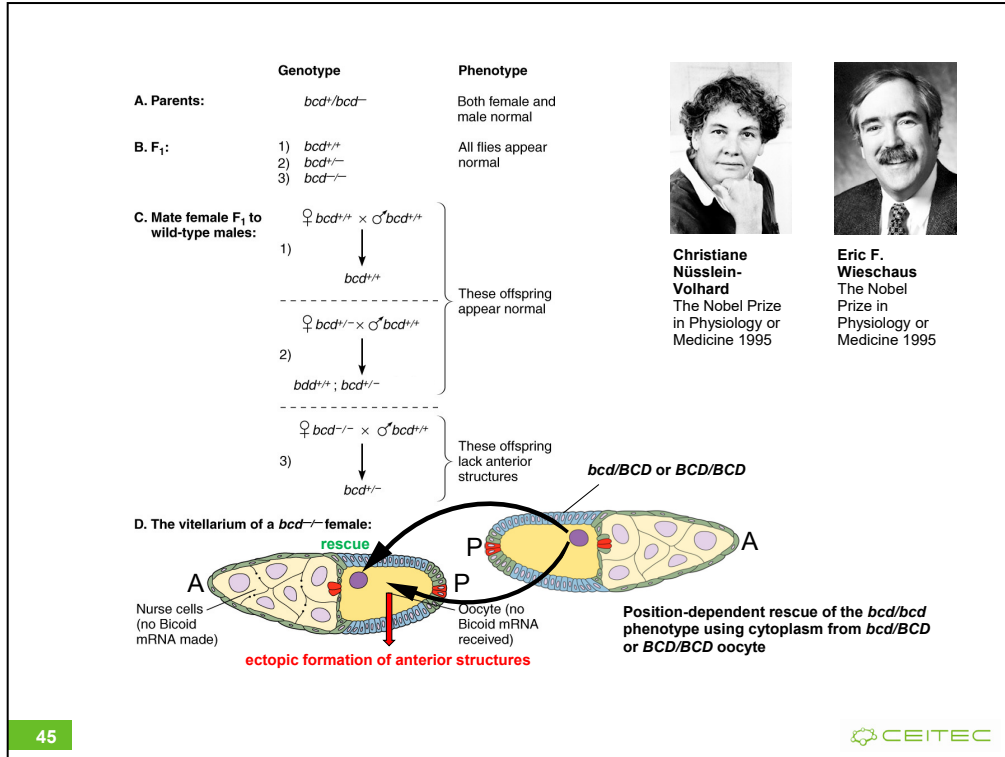 Genotype
Phenotype
A. Parents:
bcd⁺/bcd⁻
Both female and
male normal
B. F₁:
1) bcd⁺/⁺
2) bcd⁺/⁻
3) bcd⁻/⁻
All flies appear
normal
C. Mate female F₁ to
wild-type males:
♀ bcd⁺/⁺ × ♂ bcd⁺/⁺
1)
bcd⁺/⁺
♀ bcd⁺/⁻ × ♂ bcd⁺/⁺
2)
bdd⁺/⁺ ; bcd⁺/⁻
These offspring
appear normal
♀ bcd⁻/⁻ × ♂ bcd⁺/⁺
3)
bcd⁺/⁻
These offspring
lack anterior
structures
Christiane
Nüsslein-
Volhard
The Nobel Prize
in Physiology or
Medicine 1995
Eric F.
Wieschaus
The Nobel
Prize in
Physiology or
Medicine 1995
bcd/BCD or BCD/BCD
D. The vitellarium of a bcd⁻/⁻ female:
rescue
A
P
P
A
Nurse cells
(no Bicoid
mRNA made)
Oocyte (no
Bicoid mRNA
received)
ectopic formation of anterior structures
Position-dependent rescue of the bcd/bcd
phenotype using cytoplasm from bcd/BCD
or BCD/BCD oocyte
45
CEITEC